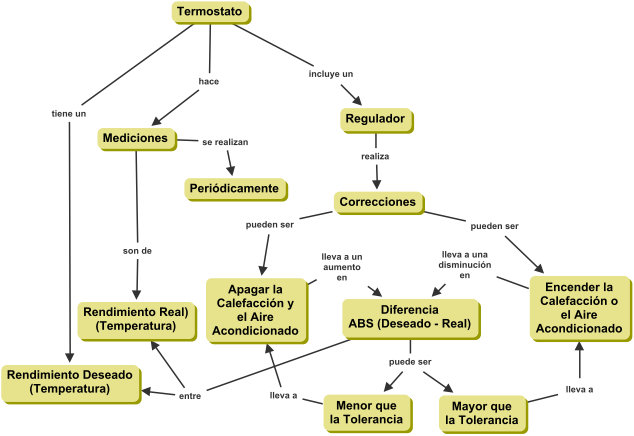 Termostato
incluye un
hace
tiene un
Regulador
Mediciones
se realizan
realiza
Periódicamente
Correcciones
pueden ser
pueden ser
son de
lleva a un
aumento
en
lleva a una
disminución
en
Apagar la
Calefacción y
el Aire
Acondicionado
Encender la
Calefacción o
el Aire
Acondicionado
Rendimiento Real)
(Temperatura)
Diferencia
ABS (Deseado - Real)
Rendimiento Deseado
(Temperatura)
puede ser
entre
lleva a
lleva a
Menor que
la Tolerancia
Mayor que
la Tolerancia